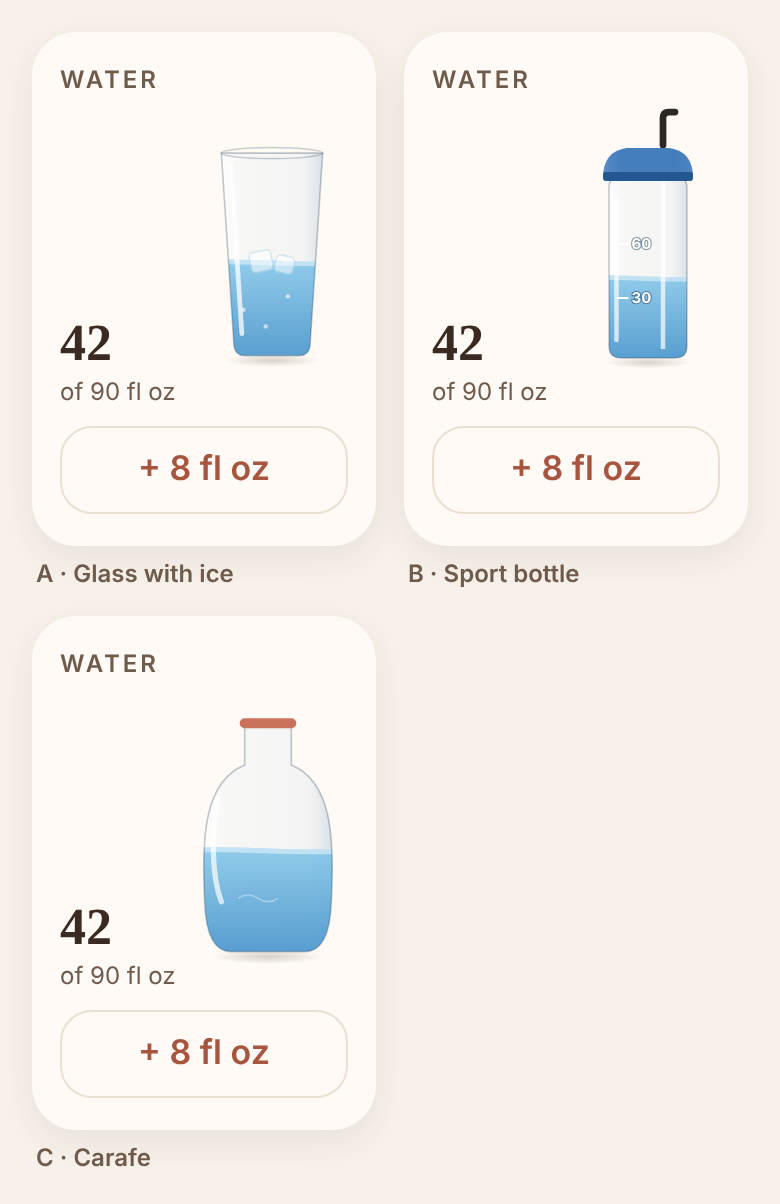 WATER
42
of 90 fl oz
+ 8 fl oz
A · Glass with ice
WATER
60
30
42
of 90 fl oz
+ 8 fl oz
B · Sport bottle
WATER
42
of 90 fl oz
+ 8 fl oz
C · Carafe